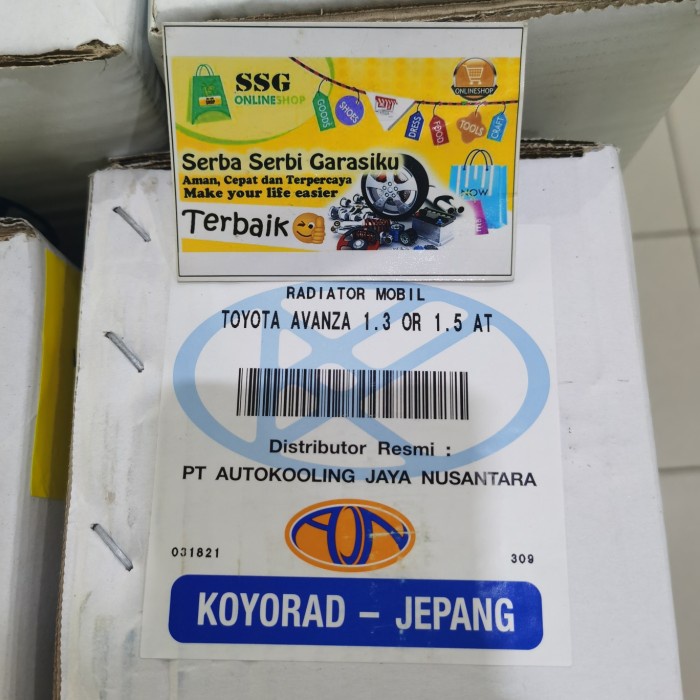 SSG
ONLINESHOP
GOODS
SHOES
DRESS
FOOD
TOOLS
CRAFT
ONLINESHOP
Serba Serbi Garasiku
Aman, Cepat dan Terpercaya
Make your life easier
NOW
Terbaik
RADIATOR MOBIL
TOYOTA AVANZA 1.3 OR 1.5 AT
Distributor Resmi :
PT AUTOKOOLING JAYA NUSANTARA
AJN
031821
309
KOYORAD – JEPANG